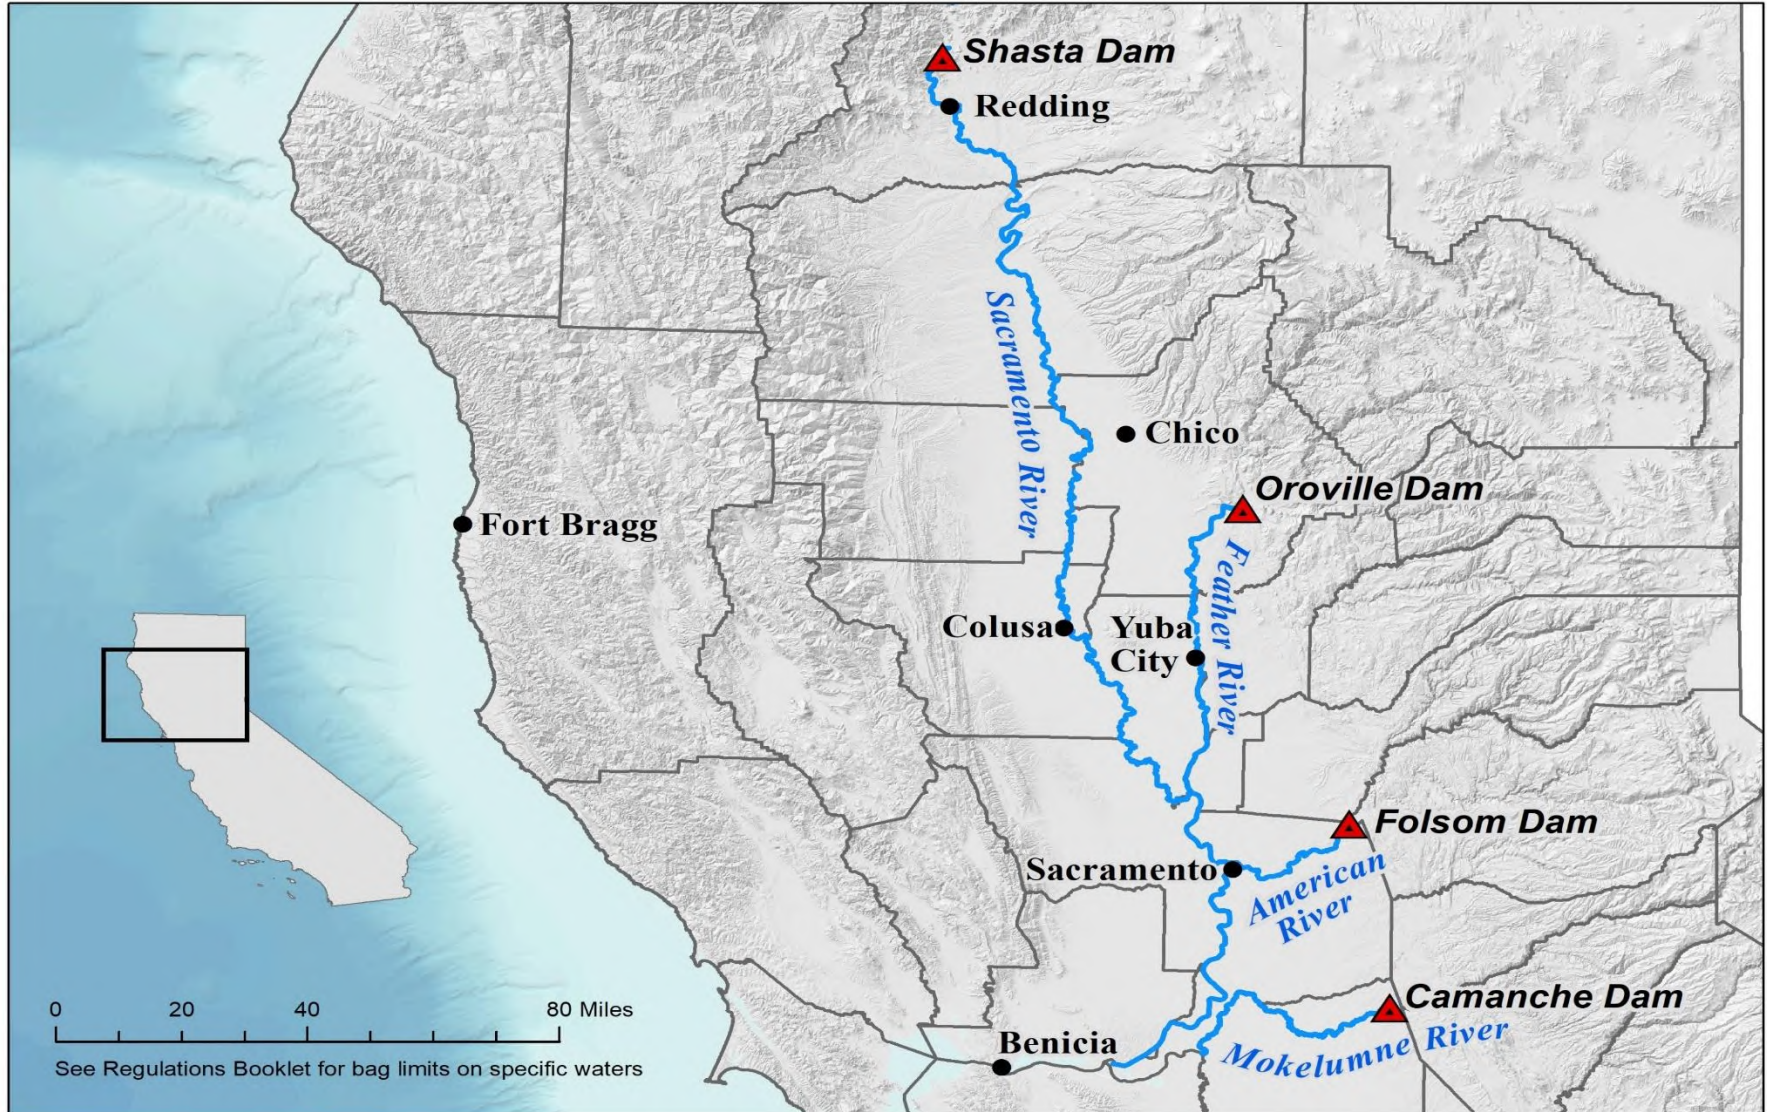 Shasta Dam
Redding
Sacramento River
Chico
Oroville Dam
Fort Bragg
Feather River
Colusa
Yuba
City
Folsom Dam
Sacramento
American
River
Camanche Dam
Mokelumne River
Benicia
0 20 40 80 Miles
See Regulations Booklet for bag limits on specific waters